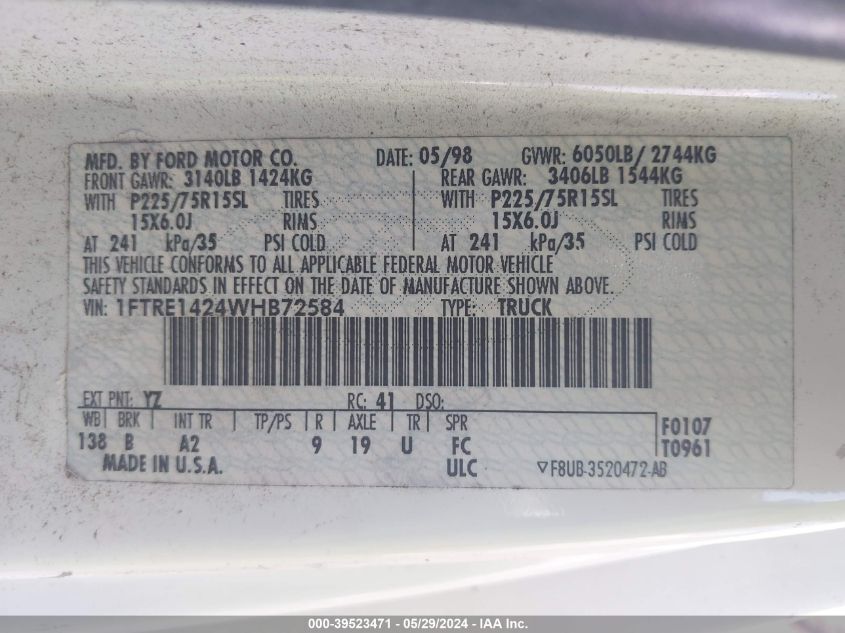 MFD. BY FORD MOTOR CO. DATE: 05/98 GVWR: 6050LB/ 2744KG
FRONT GAWR: 3140LB 1424KG REAR GAWR: 3406LB 1544KG
WITH P225/75R15SL TIRES WITH P225/75R15SL TIRES
15X6.0J RIMS 15X6.0J RIMS
AT 241 kPa/35 PSI COLD AT 241 kPa/35 PSI COLD
THIS VEHICLE CONFORMS TO ALL APPLICABLE FEDERAL MOTOR VEHICLE
SAFETY STANDARDS IN EFFECT ON THE DATE OF MANUFACTURE SHOWN ABOVE.
VIN: 1FTRE1424WHB72584 TYPE: TRUCK
EXT PNT: YZ RC: 41 DSO:
WB BRK INT TR TP/PS R AXLE TR SPR F0107
138 B A2 9 19 U FC T0961
MADE IN U.S.A. ULC ▽F8UB-3520472-AB
000-39523471 - 05/29/2024 - IAA Inc.